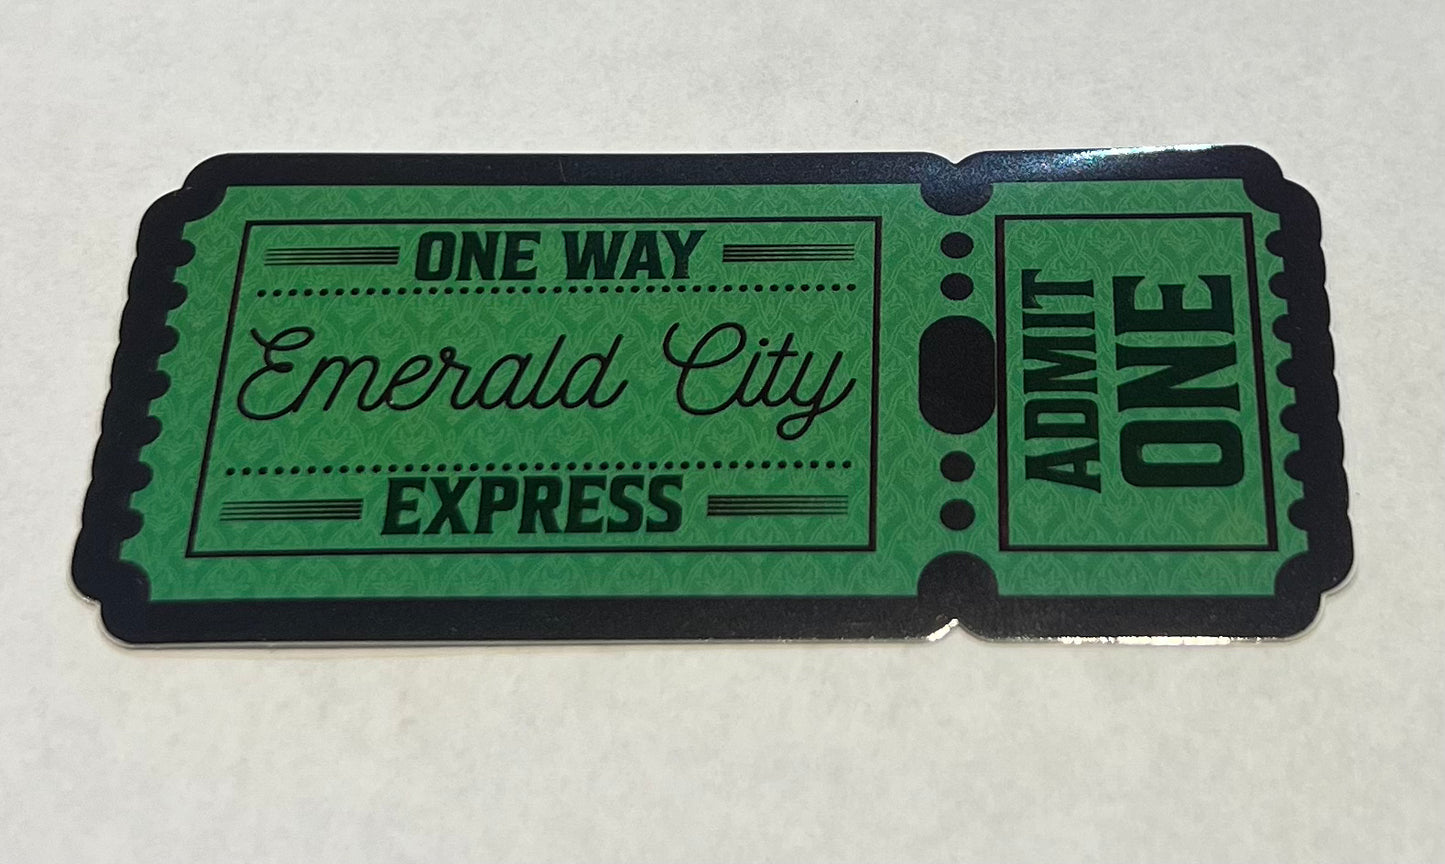 ONE WAY
Emerald City
EXPRESS
ADMIT
ONE